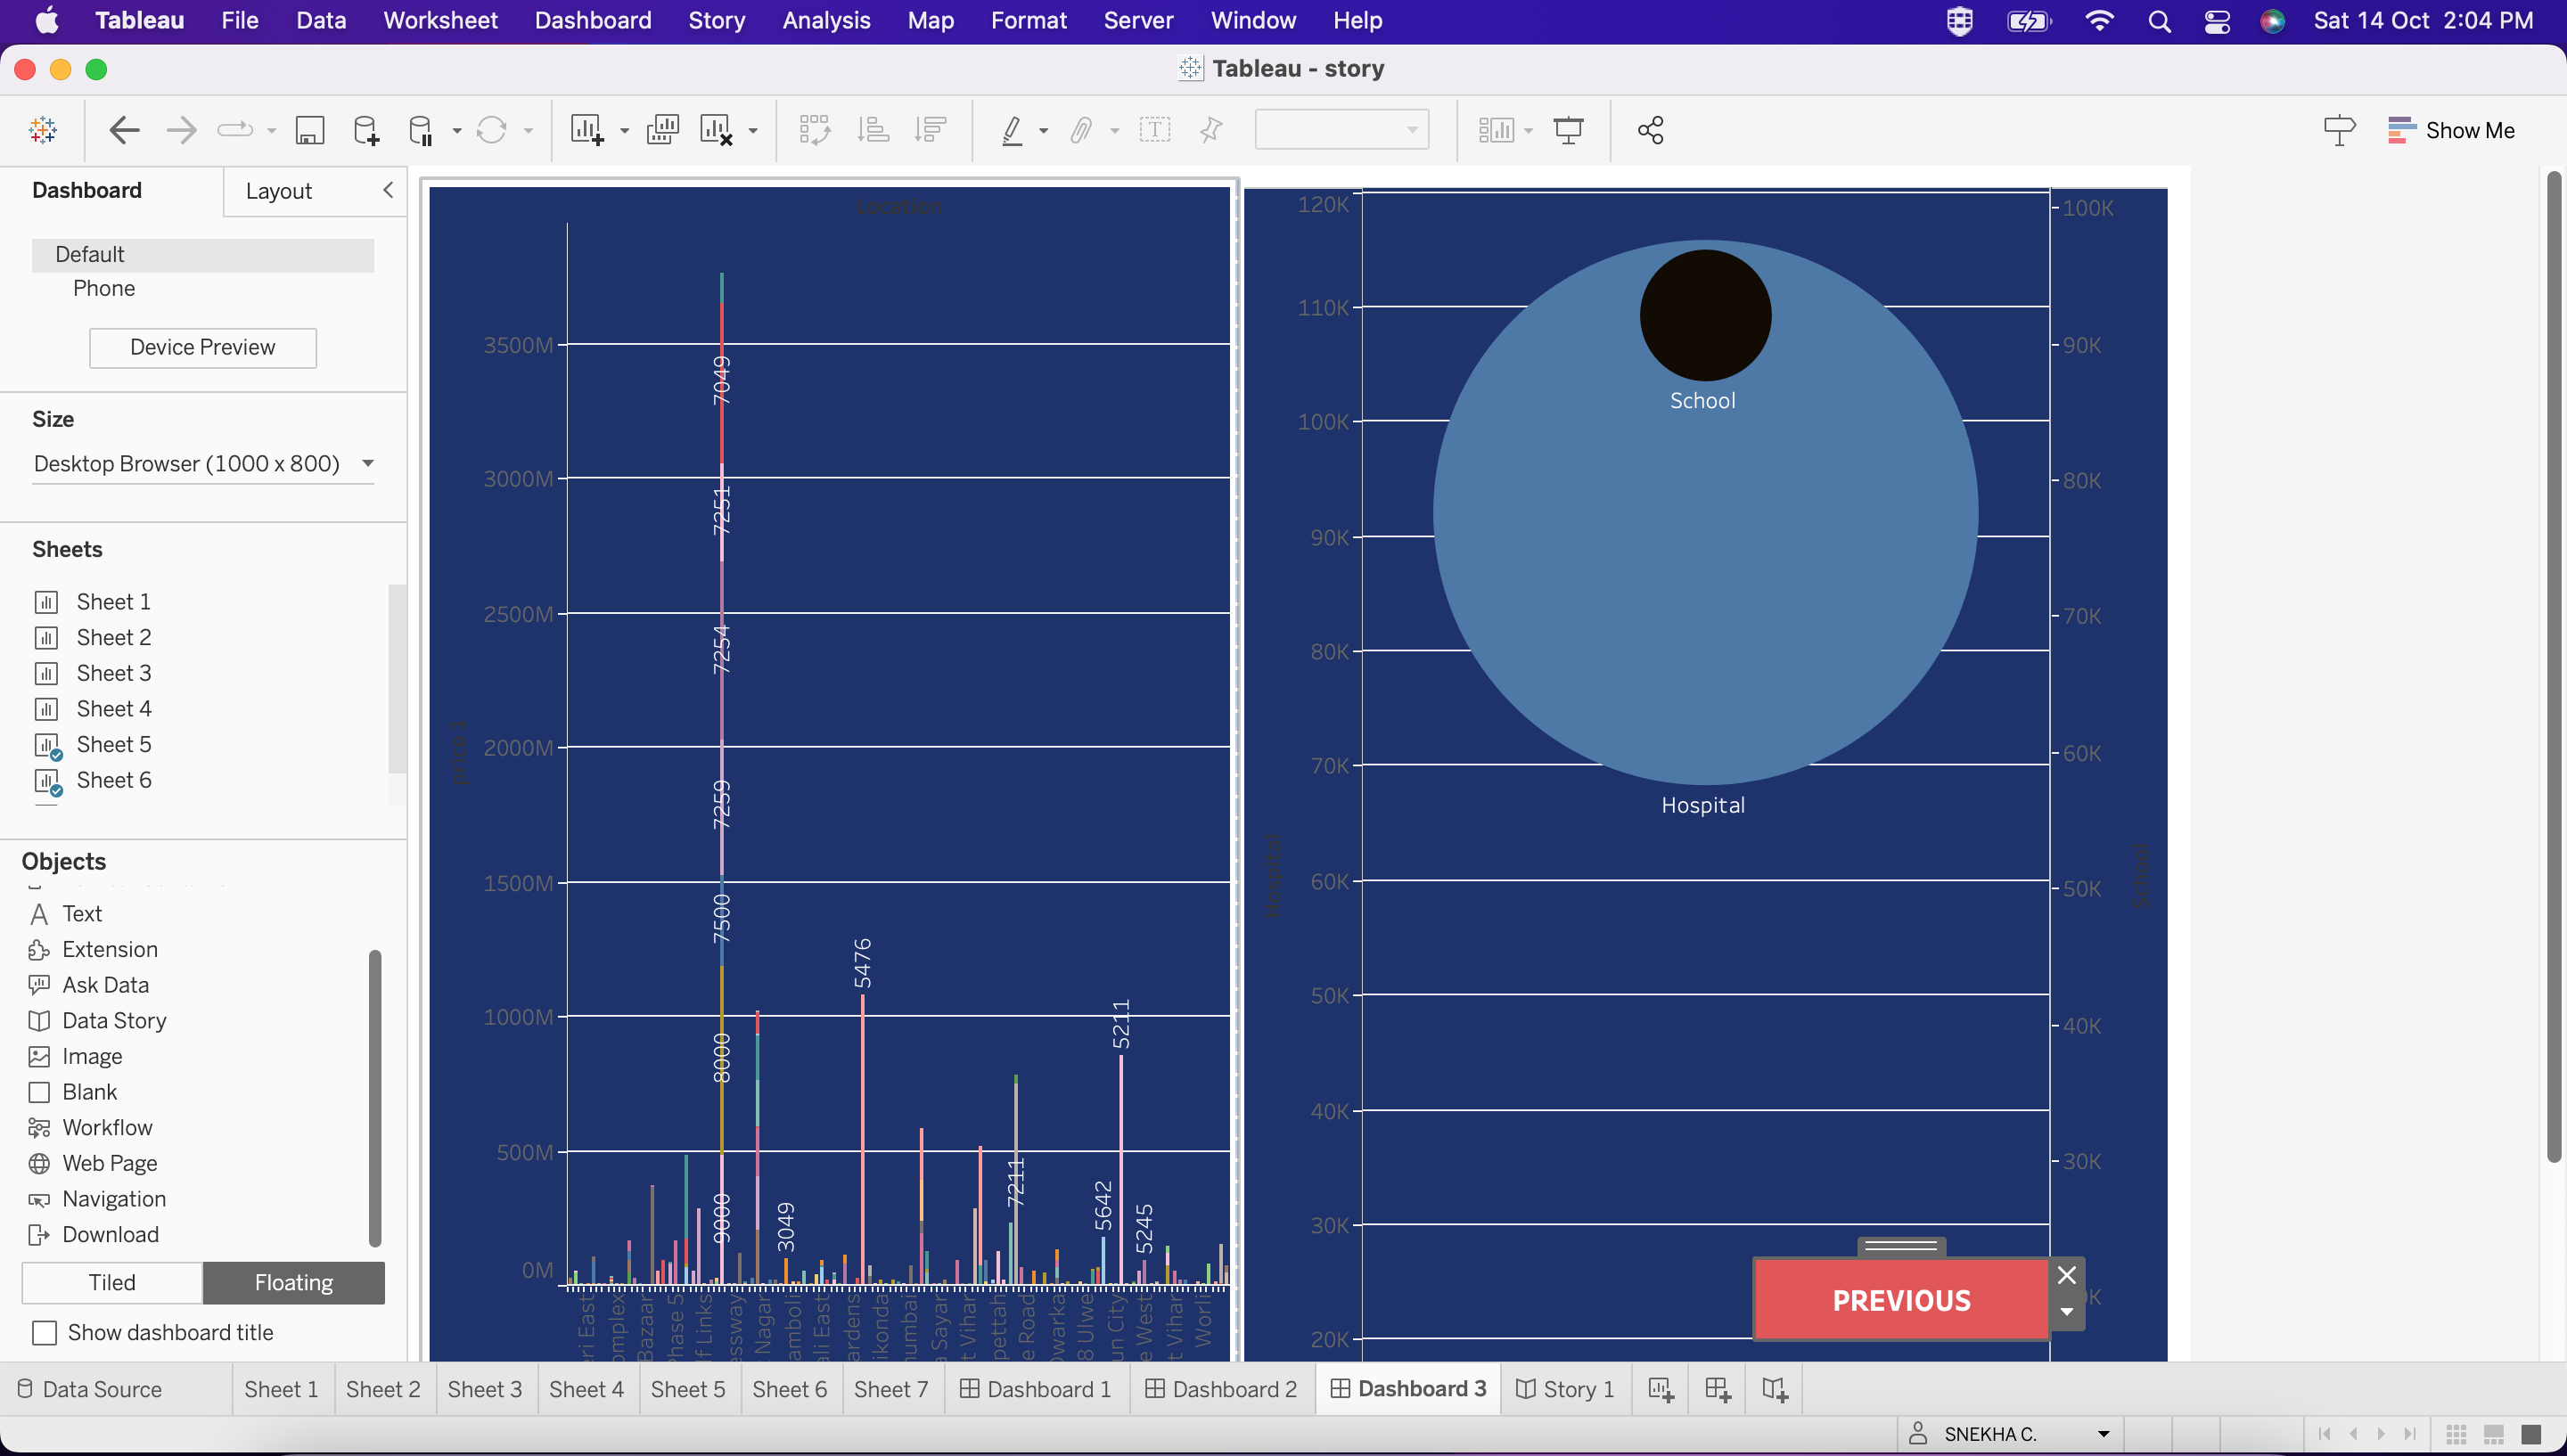 Tableau File Data Worksheet Dashboard Story Analysis Map Format Server Window Help Sat 14 Oct 2:04 PM
Tableau - story
Show Me
Dashboard
Layout
Default
Phone
Device Preview
Size
Desktop Browser (1000 x 800)
Sheets
Sheet 1
Sheet 2
Sheet 3
Sheet 4
Sheet 5
Sheet 6
Objects
Text
Extension
Ask Data
Data Story
Image
Blank
Workflow
Web Page
Navigation
Download
Tiled Floating
Show dashboard title
Location
3500M
3000M
2500M
2000M
1500M
1000M
500M
0M
7049
7251
7254
7259
7500
8000
9000
3049
5476
7211
5642
5211
5245
eri East
omplex
Bazaar
Phase 5
lf Links
essway
Nagar
amboli
ali East
ardens
ikonda
numbai
a Sayar
t Vihar
pettah
e Road
Dwarka
8 Ulwe
un City
e West
t Vihar
Worli
120K
110K
100K
90K
80K
70K
60K
50K
40K
30K
20K
Hospital
School
Hospital
100K
90K
80K
70K
60K
50K
40K
30K
School
PREVIOUS
Data Source Sheet 1 Sheet 2 Sheet 3 Sheet 4 Sheet 5 Sheet 6 Sheet 7 Dashboard 1 Dashboard 2 Dashboard 3 Story 1
SNEKHA C.